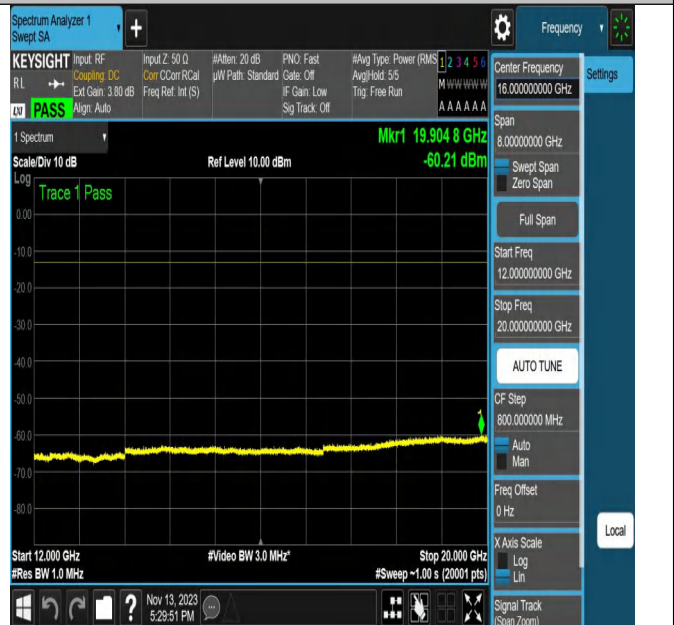 Spectrum Analyzer 1
Swept SA
+
Frequency
KEYSIGHT
RL
LXI PASS
Input: RF
Coupling: DC
Ext Gain: 3.80 dB
Align: Auto
Input Z: 50 Ω
Corr CCorr RCal
Freq Ref: Int (S)
#Atten: 20 dB
µW Path: Standard
PNO: Fast
Gate: Off
IF Gain: Low
Sig Track: Off
#Avg Type: Power (RMS
Avg|Hold: 5/5
Trig: Free Run
1 2 3 4 5 6
M W W W W W
A A A A A A
1 Spectrum
Scale/Div 10 dB
Log
Ref Level 10.00 dBm
Mkr1 19.904 8 GHz
-60.21 dBm
Trace 1 Pass
0.00
-10.0
-20.0
-30.0
-40.0
-50.0
-60.0
-70.0
-80.0
1
Start 12.000 GHz
#Res BW 1.0 MHz
#Video BW 3.0 MHz*
Stop 20.000 GHz
#Sweep ~1.00 s (20001 pts)
Center Frequency
16.000000000 GHz
Settings
Span
8.00000000 GHz
Swept Span
Zero Span
Full Span
Start Freq
12.000000000 GHz
Stop Freq
20.000000000 GHz
AUTO TUNE
CF Step
800.000000 MHz
Auto
Man
Freq Offset
0 Hz
Local
X Axis Scale
Log
Lin
Signal Track
(Span Zoom)
?
Nov 13, 2023
5:29:51 PM